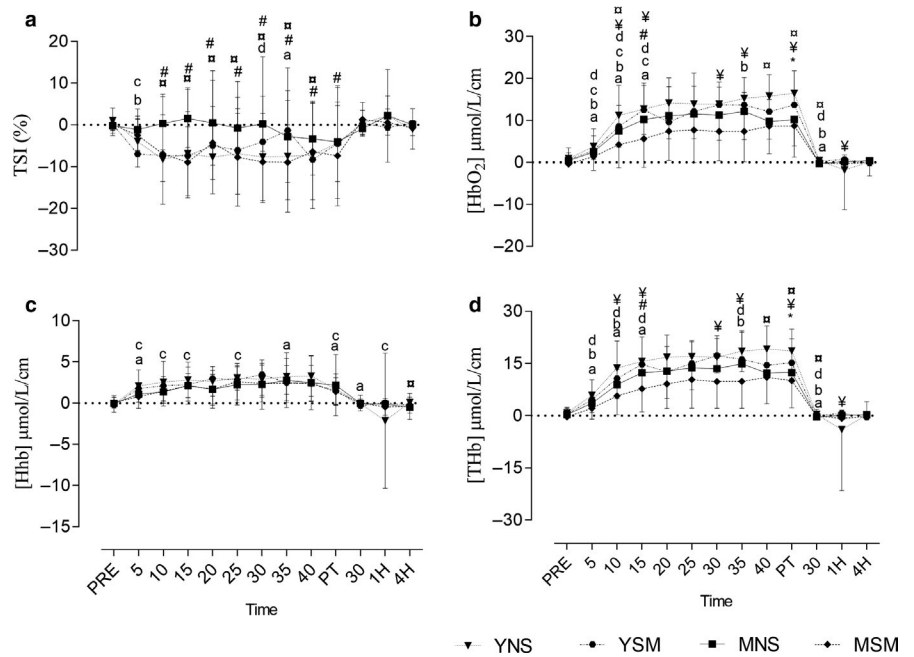 a
TSI (%)
20
10
0
−10
−20
−30
c
b
#
¤
#
¤
#
¤
¤
#
#
¤
d
¤
#
a
¤
#
#
b
[HbO2] µmol/L/cm
30
20
10
0
−10
−20
d
c
b
a
¤
¥
d
c
b
a
¥
#
d
c
a
¥
¥
b
¤
¤
¥
*
¤
d
b
a
¥
c
[Hhb] µmol/L/cm
10
5
0
−5
−10
−15
c
a
c
c
c
a
c
a
c
¤
PRE 5 10 15 20 25 30 35 40 PT 30 1H 4H
Time
d
[THb] µmol/L/cm
30
15
0
−15
−30
d
b
a
¥
d
b
a
¥
#
d
a
¥
¥
d
b
¤
¤
¥
*
¤
d
b
a
¥
PRE 5 10 15 20 25 30 35 40 PT 30 1H 4H
Time
YNS YSM MNS MSM